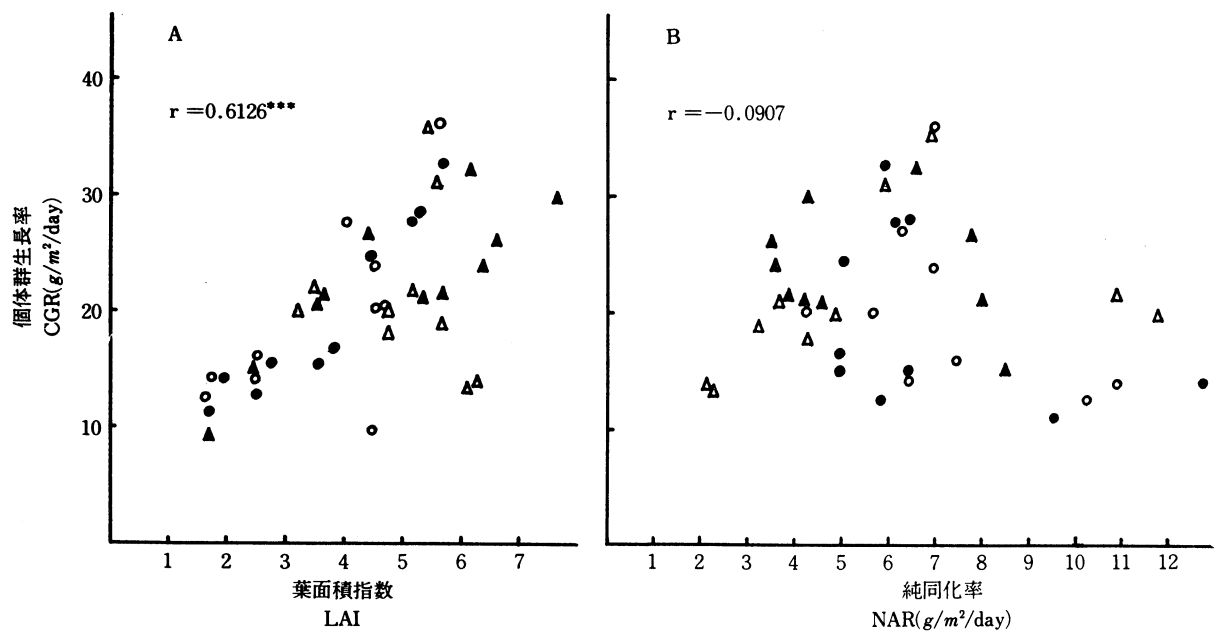 A
r=0.6126***
40
30
20
10
個体群生長率
CGR(g/m²/day)
1 2 3 4 5 6 7
葉面積指数
LAI
B
r=-0.0907
1 2 3 4 5 6 7 8 9 10 11 12
純同化率
NAR(g/m²/day)